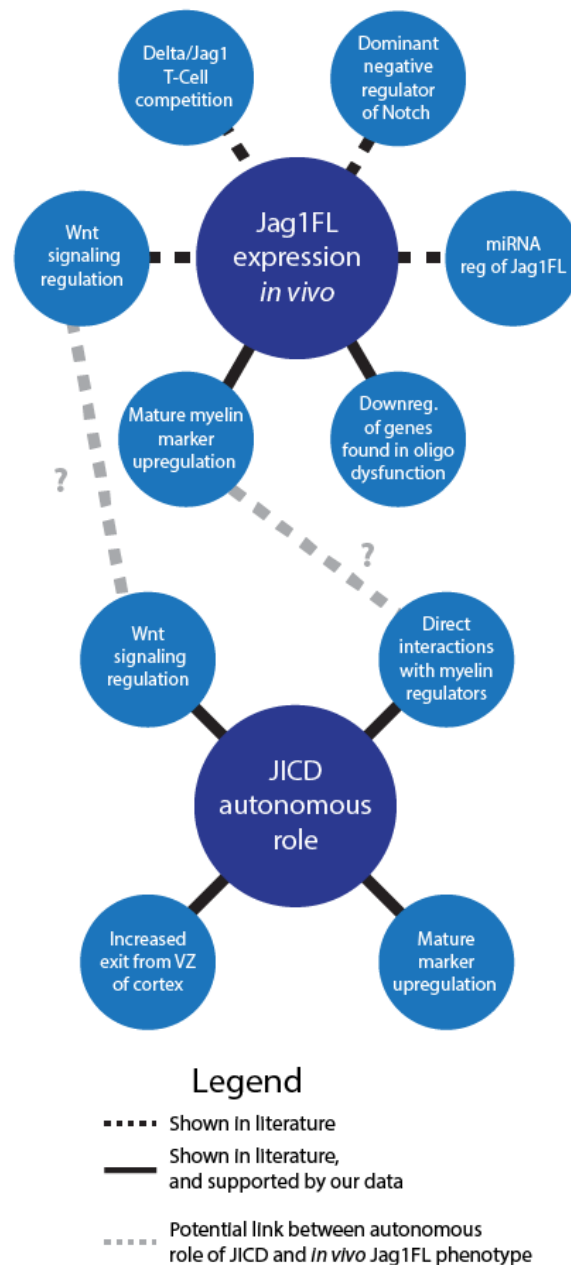 Delta/Jag1
T-Cell
competition
Dominant
negative
regulator
of Notch
Wnt
signaling
regulation
Jag1FL
expression
in vivo
miRNA
reg of Jag1FL
Mature myelin
marker
upregulation
Downreg.
of genes
found in oligo
dysfunction
?
?
Wnt
signaling
regulation
Direct
interactions
with myelin
regulators
JICD
autonomous
role
Increased
exit from VZ
of cortex
Mature
marker
upregulation
Legend
Shown in literature
Shown in literature,
and supported by our data
Potential link between autonomous
role of JICD and in vivo Jag1FL phenotype